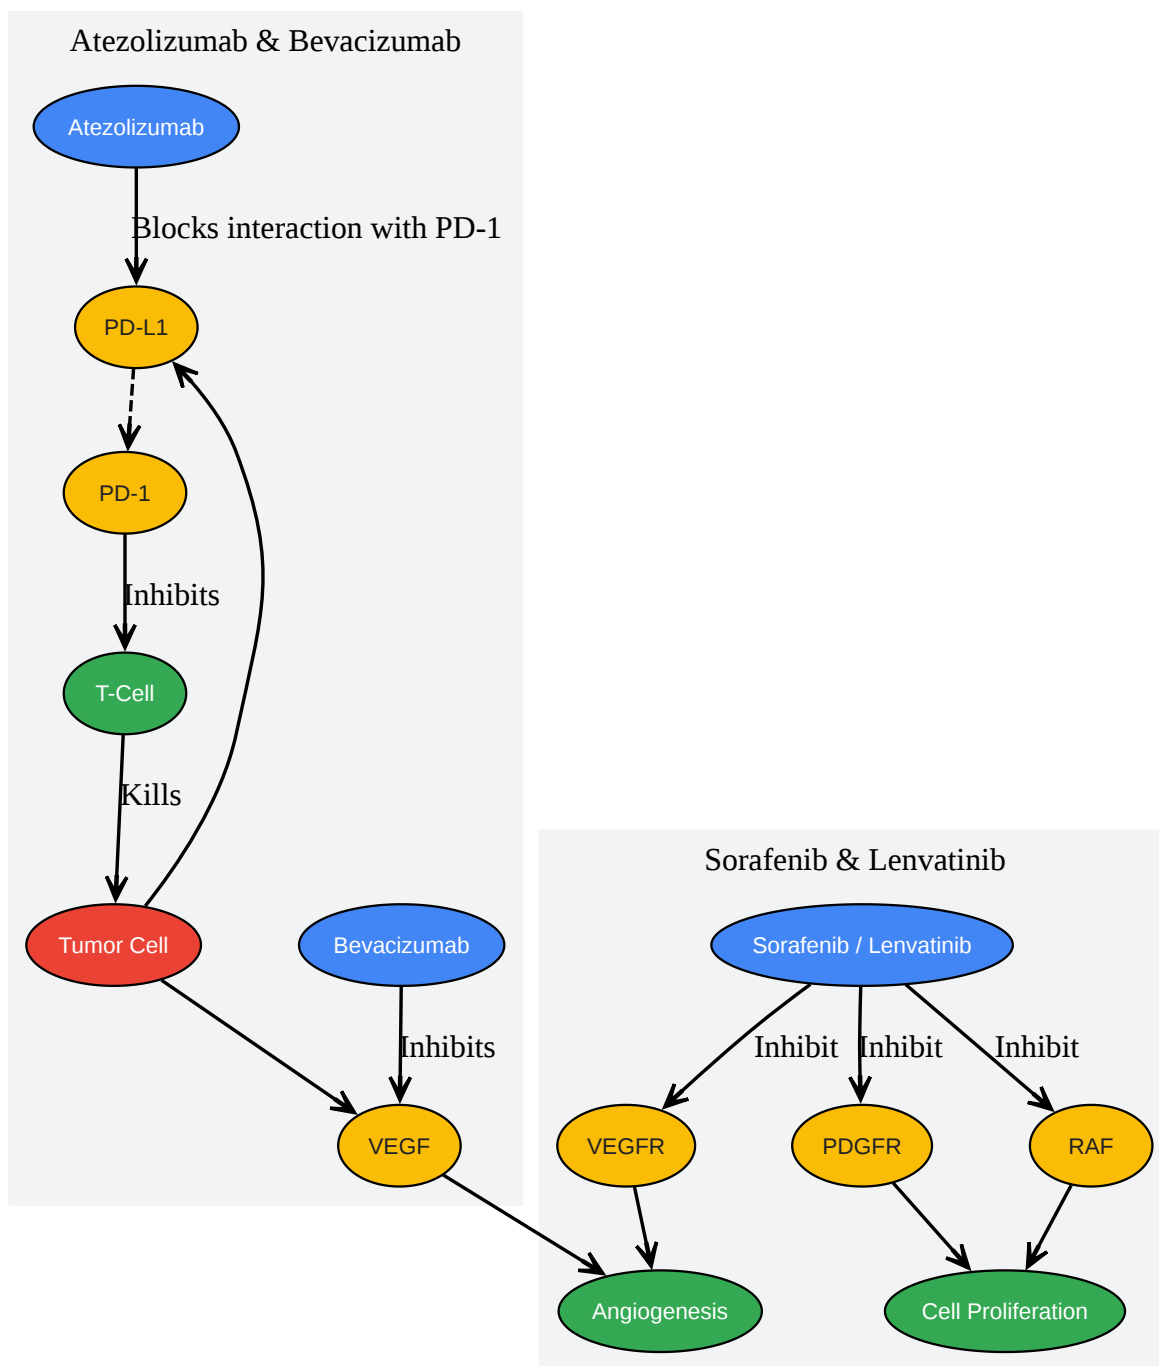 Atezolizumab & Bevacizumab
Atezolizumab
Blocks interaction with PD-1
PD-L1
PD-1
Inhibits
T-Cell
Kills
Tumor Cell
Bevacizumab
Inhibits
VEGF
Sorafenib & Lenvatinib
Sorafenib / Lenvatinib
Inhibit
Inhibit
Inhibit
VEGFR
PDGFR
RAF
Angiogenesis
Cell Proliferation